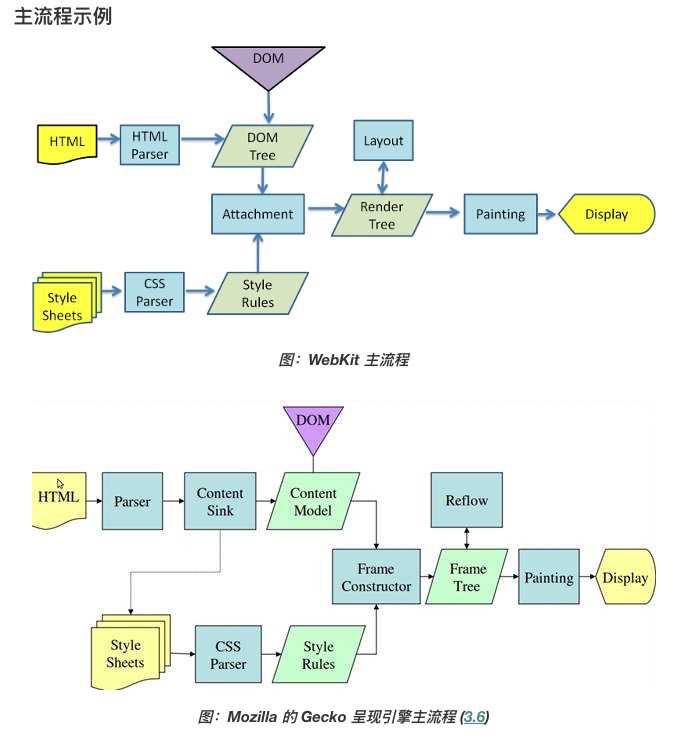 主流程示例
DOM
HTML
HTML
Parser
DOM
Tree
Layout
Attachment
Render
Tree
Painting
Display
Style
Sheets
CSS
Parser
Style
Rules
图：WebKit 主流程
DOM
HTML
Parser
Content
Sink
Content
Model
Reflow
Frame
Constructor
Frame
Tree
Painting
Display
Style
Sheets
CSS
Parser
Style
Rules
图：Mozilla 的 Gecko 呈现引擎主流程 (3.6)